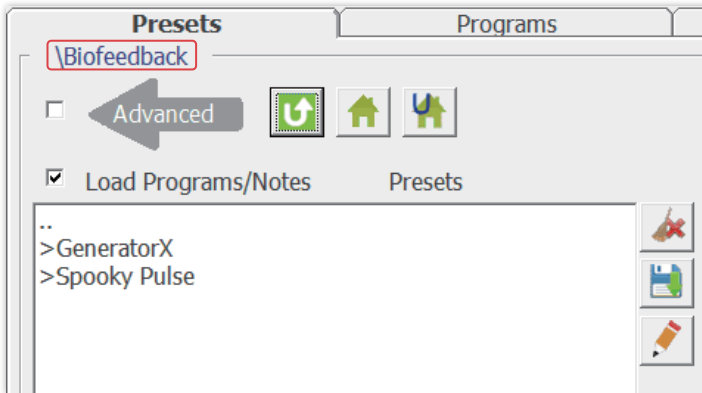 Presets Programs
\Biofeedback
Advanced U
Load Programs/Notes Presets
..
>GeneratorX
>Spooky Pulse